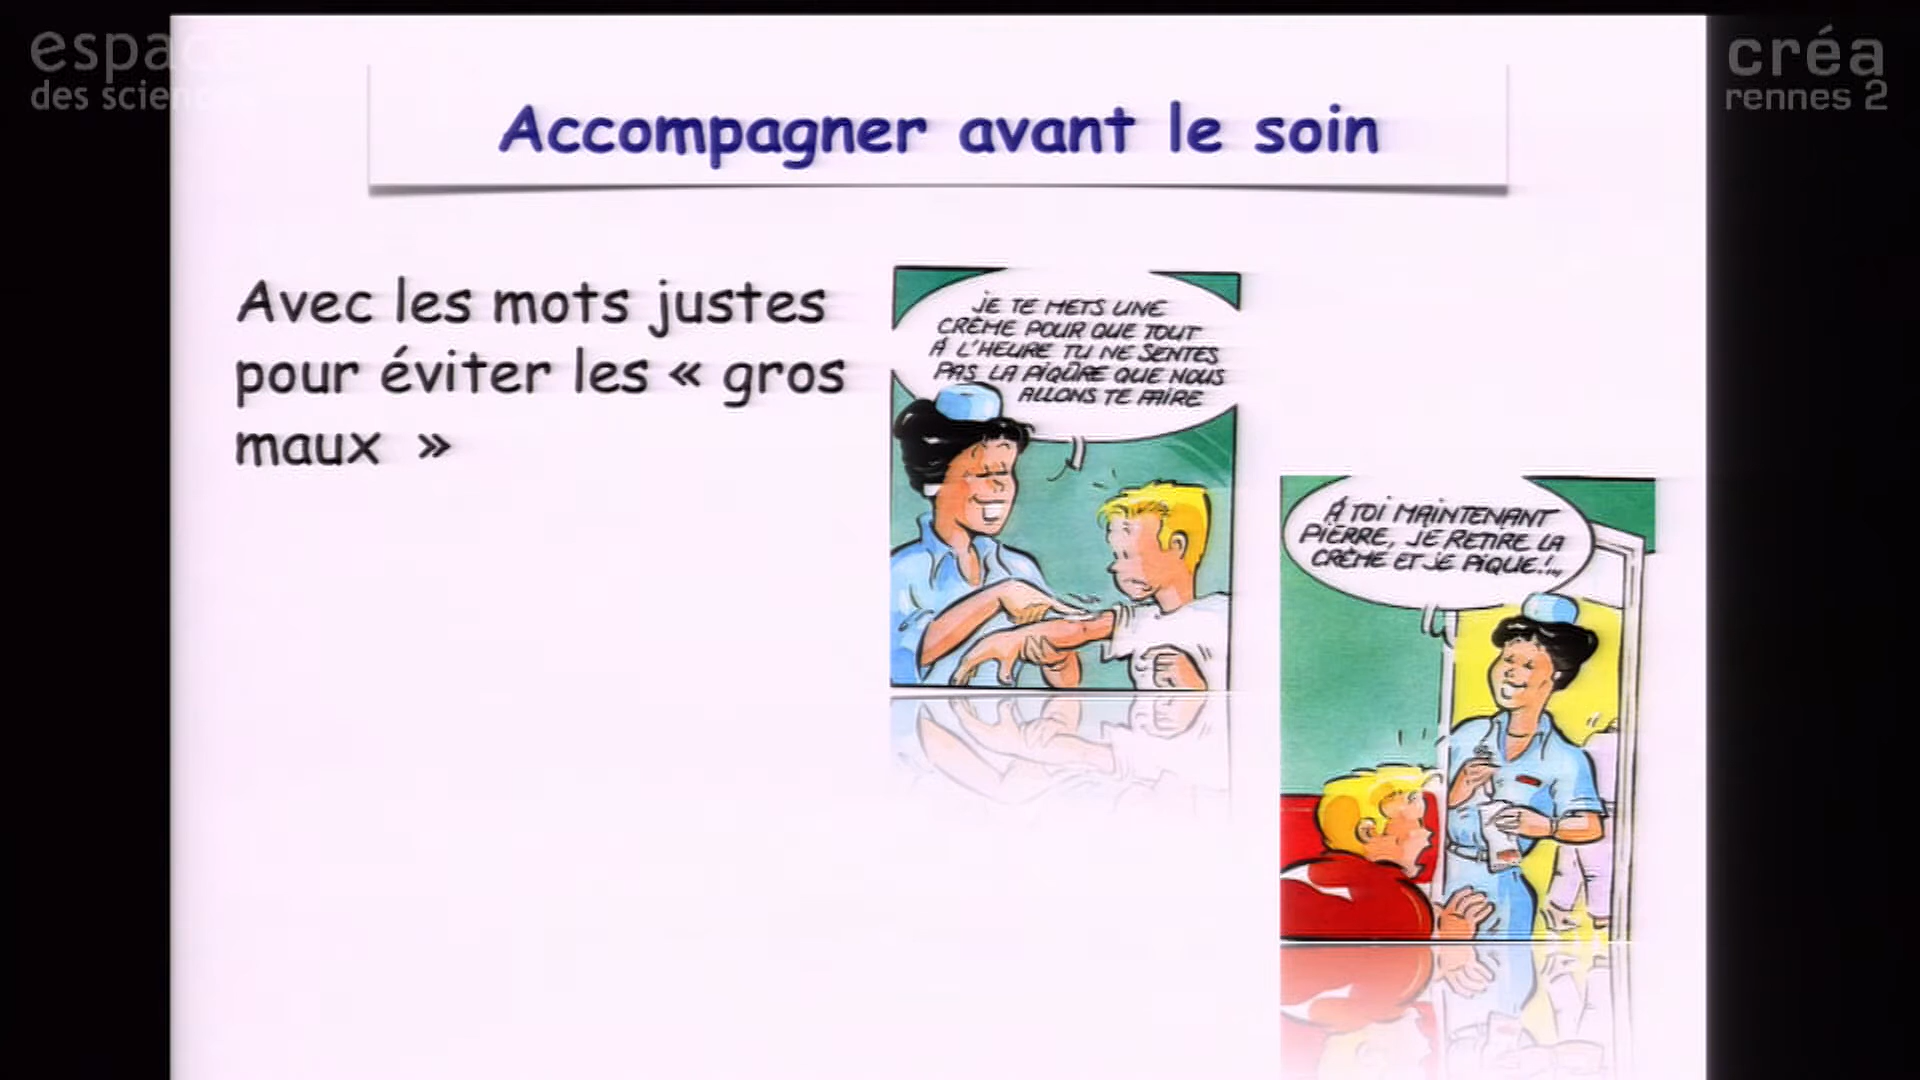 espace
des sciences
créa
rennes 2
Accompagner avant le soin
Avec les mots justes
pour éviter les « gros
maux »
JE TE METS UNE
CRÈME POUR QUE TOUT
À L'HEURE TU NE SENTES
PAS LA PIQÛRE QUE NOUS
ALLONS TE FAIRE
À TOI MAINTENANT
PIERRE, JE RETIRE LA
CRÈME ET JE PIQUE!..